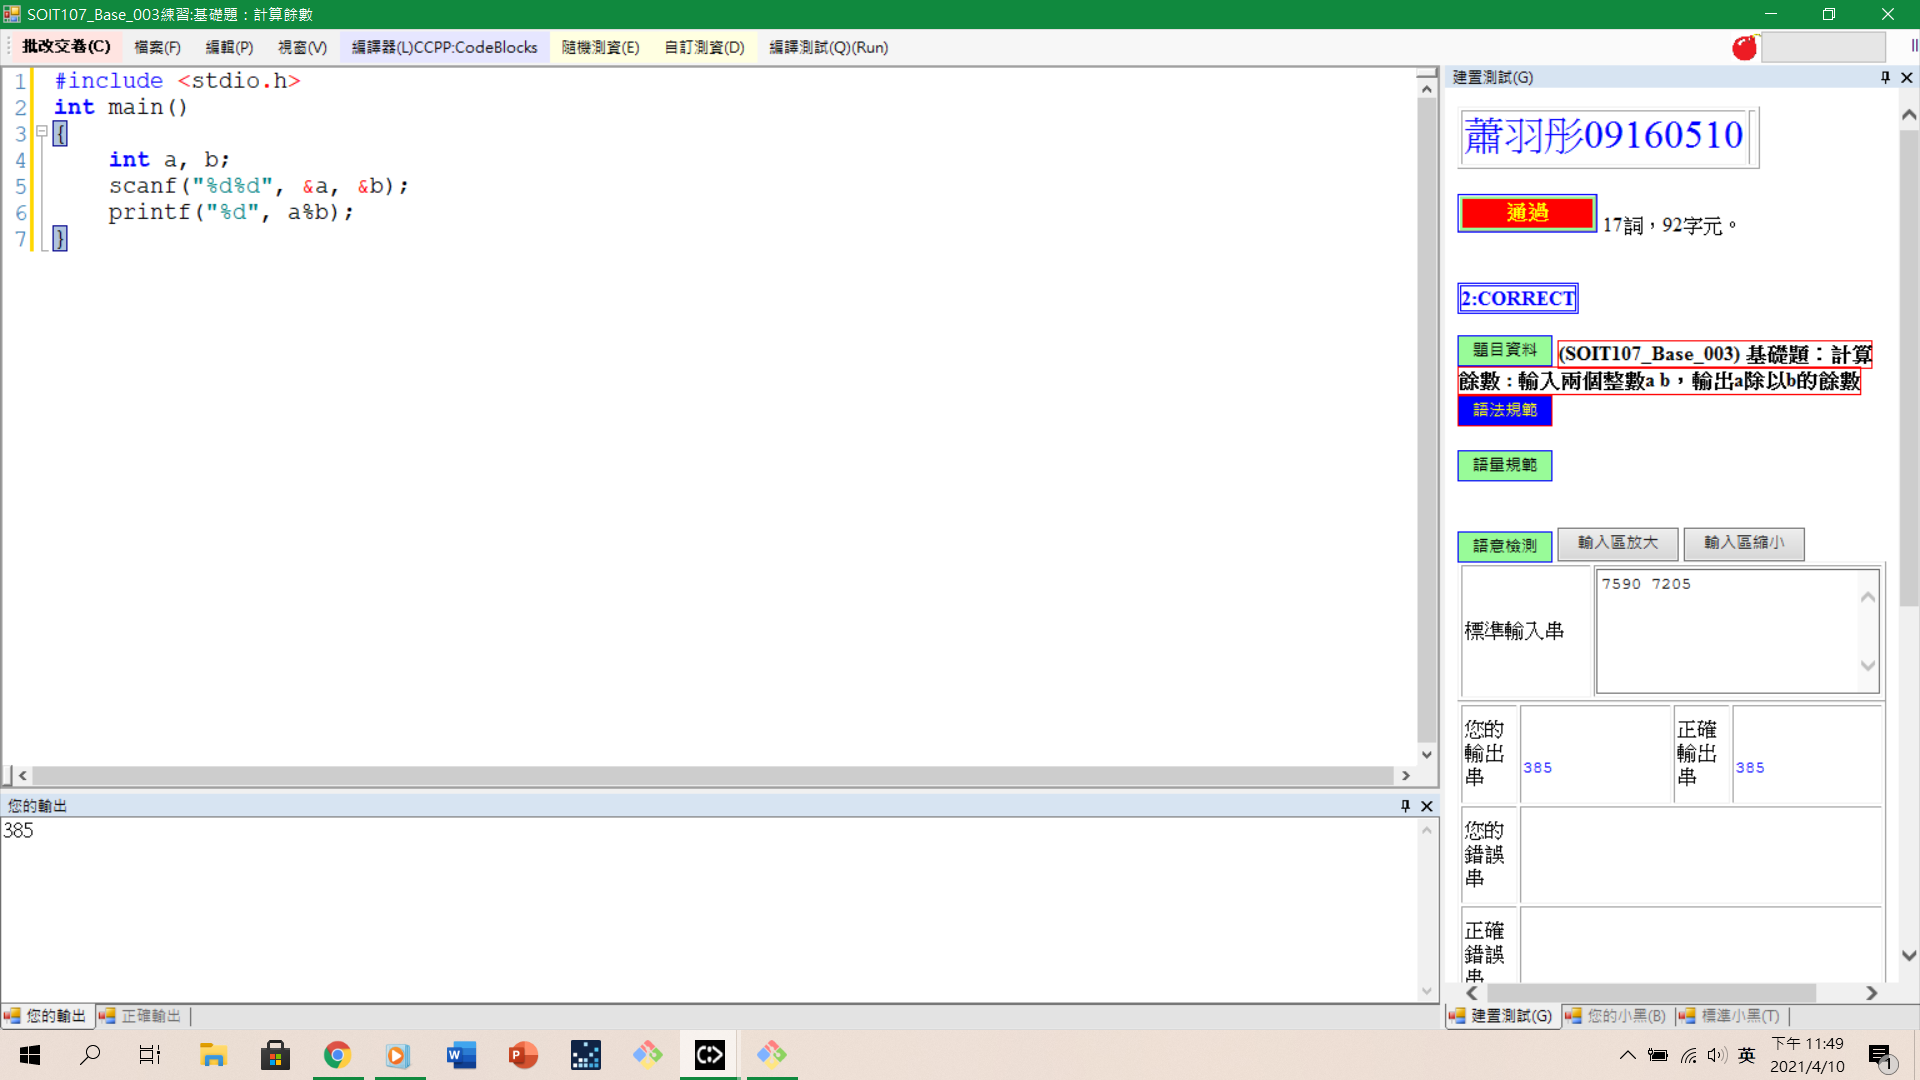 SOIT107_Base_003練習:基礎題：計算餘數
批改交卷(C) 檔案(F) 編輯(P) 視窗(V) 編譯器(L)CCPP:CodeBlocks 隨機測資(E) 自訂測資(D) 編譯測試(Q)(Run)
1 #include <stdio.h>
2 int main()
3 {
4 int a, b;
5 scanf("%d%d", &a, &b);
6 printf("%d", a%b);
7 }
您的輸出
385
您的輸出 正確輸出
建置測試(G)
蕭羽彤09160510
通過 17詞，92字元。
2:CORRECT
題目資料 (SOIT107_Base_003) 基礎題：計算
餘數：輸入兩個整數a b，輸出a除以b的餘數
語法規範
語量規範
語意檢測 輸入區放大 輸入區縮小
標準輸入串 7590 7205
您的
輸出
串
385
正確
輸出
串
385
您的
錯誤
串
正確
錯誤
串
建置測試(G) 您的小黑(B) 標準小黑(T)
英
下午 11:49
2021/4/10
1